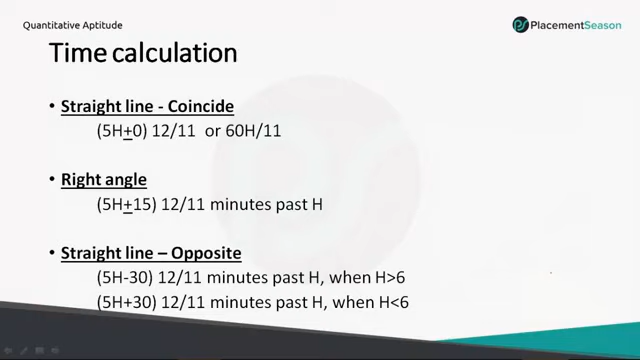 Quantitative Aptitude
PS PlacementSeason
Time calculation
• Straight line - Coincide
(5H±0) 12/11 or 60H/11
• Right angle
(5H±15) 12/11 minutes past H
• Straight line – Opposite
(5H-30) 12/11 minutes past H, when H>6
(5H+30) 12/11 minutes past H, when H<6